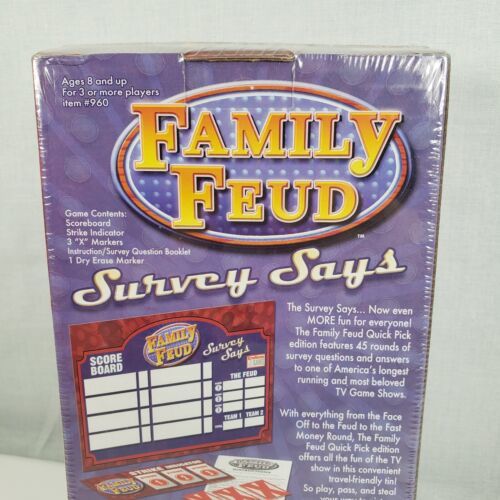 Ages 8 and up
For 3 or more players
item #960
FAMILY
FEUD
™
Game Contents:
Scoreboard
Strike Indicator
3 "X" Markers
Instruction/Survey Question Booklet
1 Dry Erase Marker
Survey Says
The Survey Says... Now even
MORE fun for everyone!
The Family Feud Quick Pick
edition features 45 rounds of
survey questions and answers
to one of America's longest
running and most beloved
TV Game Shows.
With everything from the Face
Off to the Feud to the Fast
Money Round, The Family
Feud Quick Pick edition
offers all the fun of the TV
show in this convenient
travel-friendly tin!
So play, pass, and steal
SCORE
BOARD
FAMILY
FEUD
Survey
Says
THE FEUD
TEAM 1 TEAM 2
STRIKE
FAMILY
FEUD
X X X